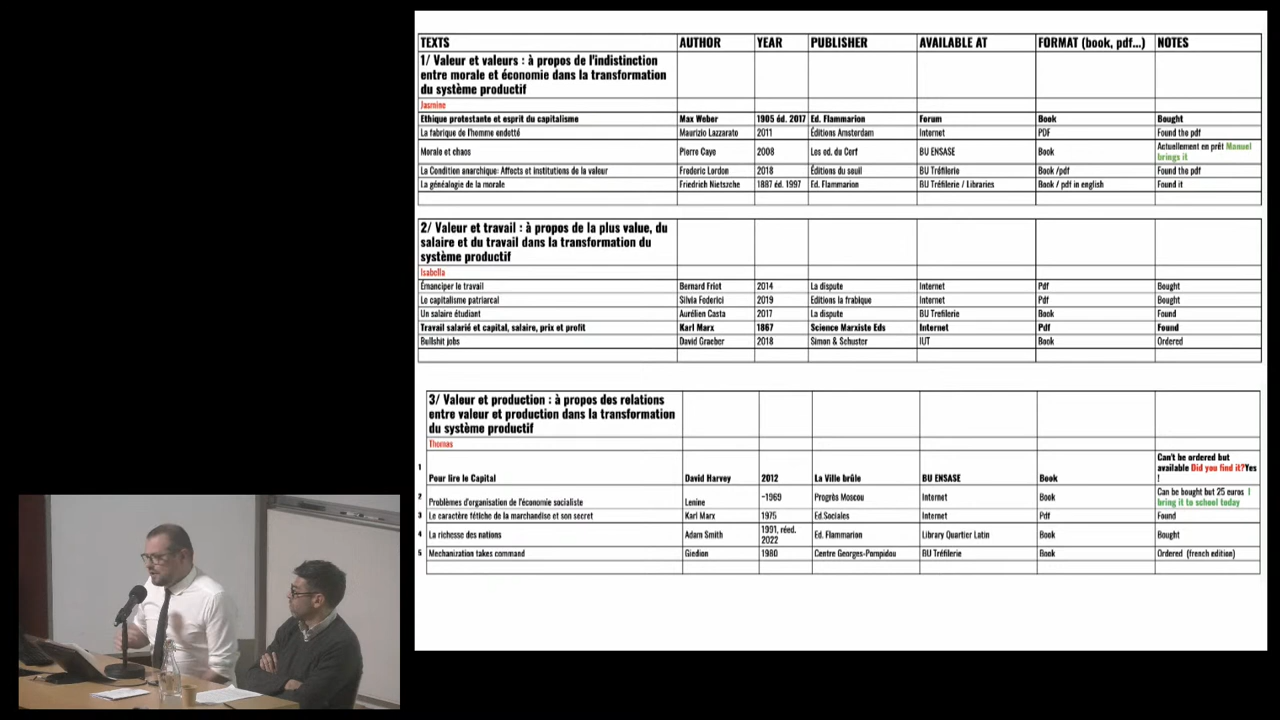 TEXTS AUTHOR YEAR PUBLISHER AVAILABLE AT FORMAT (book, pdf...) NOTES
1/ Valeur et valeurs : à propos de l'indistinction
entre morale et économie dans la transformation
du système productif
Jasmine
Ethique protestante et esprit du capitalisme Max Weber 1905 éd. 2017 Ed. Flammarion Forum Book Bought
La fabrique de l'homme endetté Maurizio Lazzarato 2011 Éditions Amsterdam Internet PDF Found the pdf
Morale et chaos Pierre Caye 2008 Les ed. du Cerf BU ENSASE Book Actuellement en prêt Manuel
brings it
La Condition anarchique: Affects et institutions de la valeur Frederic Lordon 2018 Éditions du seuil BU Tréfilerie Book /pdf Found the pdf
La généalogie de la morale Friedrich Nietszche 1887 éd. 1997 Ed. Flammarion BU Tréfilerie / Libraries Book / pdf in english Found it
2/ Valeur et travail : à propos de la plus value, du
salaire et du travail dans la transformation du
système productif
Isabella
Émanciper le travail Bernard Friot 2014 La dispute Internet Pdf Bought
Le capitalisme patriarcal Silvia Federici 2019 Editions la frabique Internet Pdf Bought
Un salaire étudiant Aurélien Casta 2017 La dispute BU Trefilerie Book Found
Travail salarié et capital, salaire, prix et profit Karl Marx 1867 Science Marxiste Eds Internet Pdf Found
Bullshit jobs David Graeber 2018 Simon & Schuster IUT Book Ordered
3/ Valeur et production : à propos des relations
entre valeur et production dans la transformation
du système productif
Thomas
1 Pour lire le Capital David Harvey 2012 La Ville brûle BU ENSASE Book Can't be ordered but
available Did you find it?Yes
!
2 Problèmes d'organisation de l'économie socialiste Lenine ~1969 Progrès Moscou Internet Book Can be bought but 25 euros I
bring it to school today
3 Le caractère fétiche de la marchandise et son secret Karl Marx 1975 Ed.Sociales Internet Pdf Found
4 La richesse des nations Adam Smith 1991, réed.
2022 Ed. Flammarion Library Quartier Latin Book Bought
5 Mechanization takes command Giedion 1980 Centre Georges-Pompidou BU Tréfilerie Book Ordered (french edition)